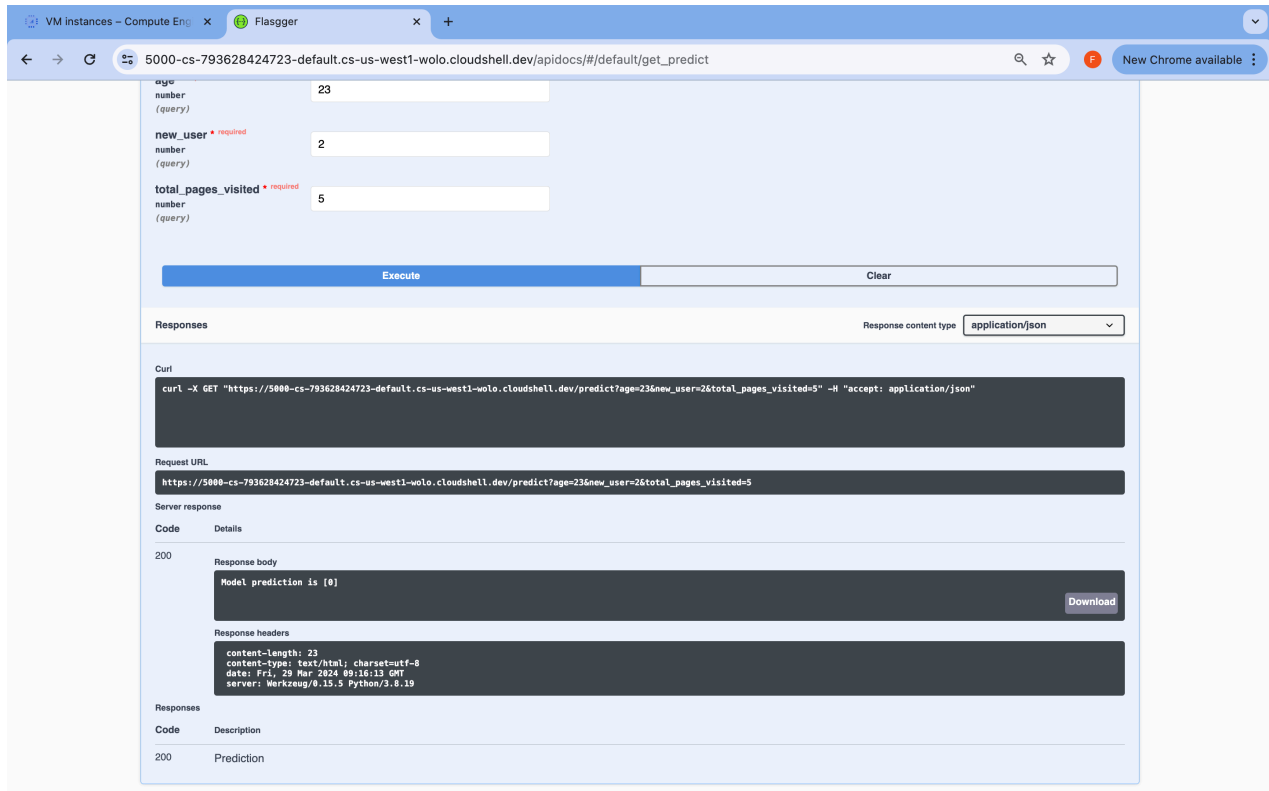 VM instances – Compute Eng
Flasgger
5000-cs-793628424723-default.cs-us-west1-wolo.cloudshell.dev/apidocs/#/default/get_predict
F
New Chrome available
age
number
(query)
23
new_user * required
number
(query)
2
total_pages_visited * required
number
(query)
5
Execute
Clear
Responses
Response content type
application/json
Curl
curl -X GET "https://5000-cs-793628424723-default.cs-us-west1-wolo.cloudshell.dev/predict?age=23&new_user=2&total_pages_visited=5" -H "accept: application/json"
Request URL
https://5000-cs-793628424723-default.cs-us-west1-wolo.cloudshell.dev/predict?age=23&new_user=2&total_pages_visited=5
Server response
Code Details
200
Response body
Model prediction is [0]
Download
Response headers
content-length: 23
content-type: text/html; charset=utf-8
date: Fri, 29 Mar 2024 09:16:13 GMT
server: Werkzeug/0.15.5 Python/3.8.19
Responses
Code Description
200 Prediction